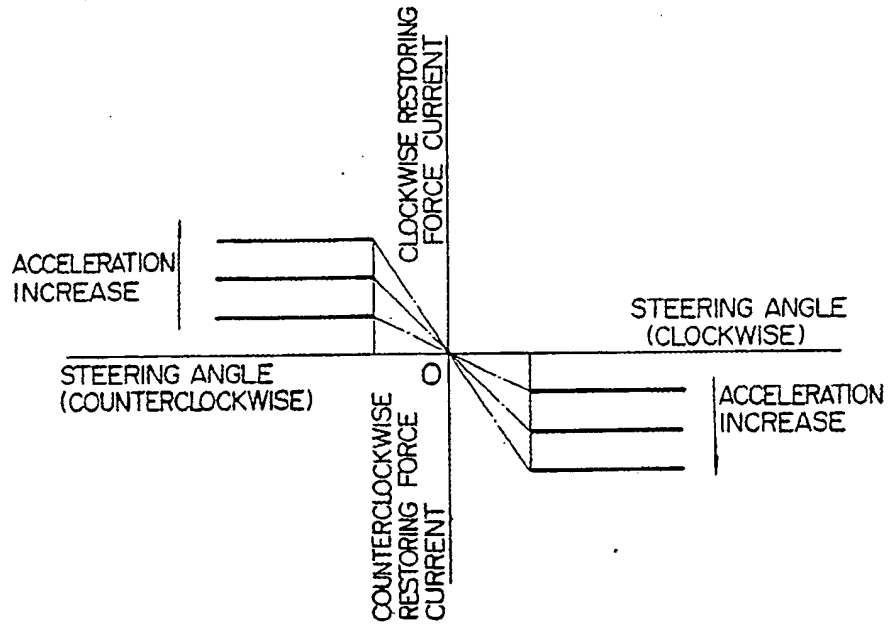 CLOCKWISE RESTORING
FORCE CURRENT
ACCELERATION
INCREASE
STEERING ANGLE
(CLOCKWISE)
STEERING ANGLE
(COUNTERCLOCKWISE)
O
ACCELERATION
INCREASE
COUNTERCLOCKWISE
RESTORING FORCE
CURRENT